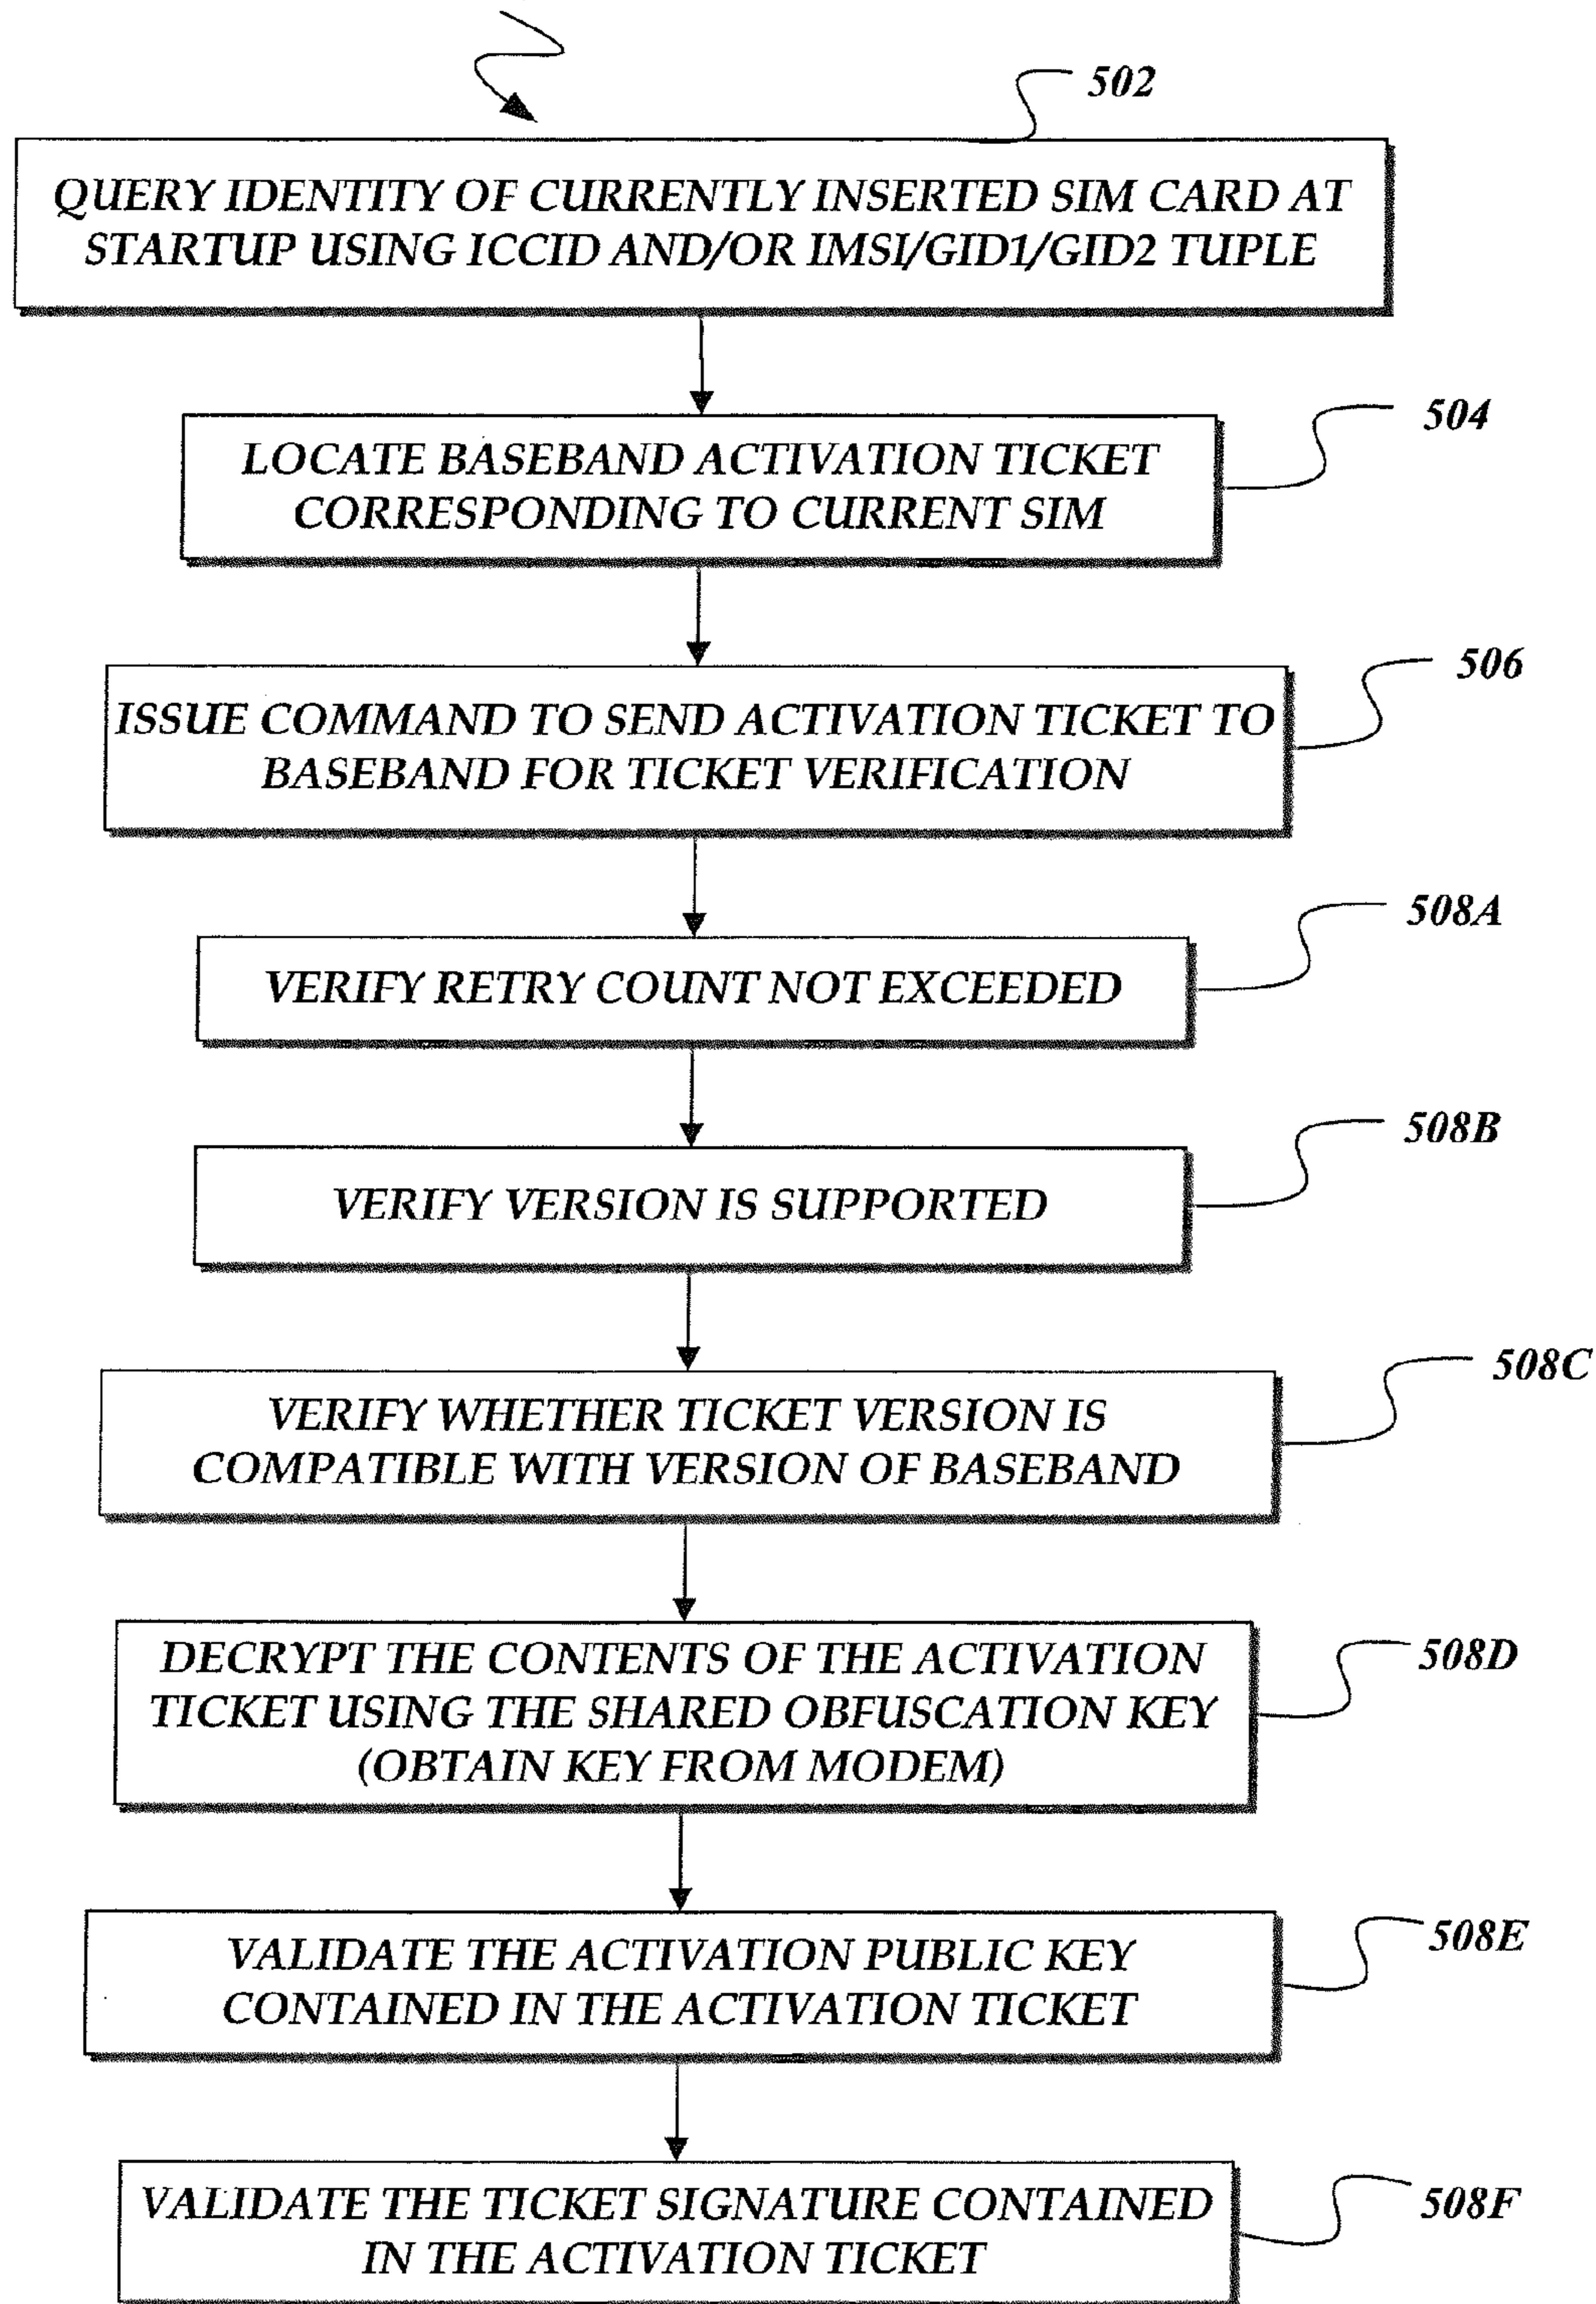 502
QUERY IDENTITY OF CURRENTLY INSERTED SIM CARD AT
STARTUP USING ICCID AND/OR IMSI/GID1/GID2 TUPLE
504
LOCATE BASEBAND ACTIVATION TICKET
CORRESPONDING TO CURRENT SIM
506
ISSUE COMMAND TO SEND ACTIVATION TICKET TO
BASEBAND FOR TICKET VERIFICATION
508A
VERIFY RETRY COUNT NOT EXCEEDED
508B
VERIFY VERSION IS SUPPORTED
508C
VERIFY WHETHER TICKET VERSION IS
COMPATIBLE WITH VERSION OF BASEBAND
508D
DECRYPT THE CONTENTS OF THE ACTIVATION
TICKET USING THE SHARED OBFUSCATION KEY
(OBTAIN KEY FROM MODEM)
508E
VALIDATE THE ACTIVATION PUBLIC KEY
CONTAINED IN THE ACTIVATION TICKET
508F
VALIDATE THE TICKET SIGNATURE CONTAINED
IN THE ACTIVATION TICKET